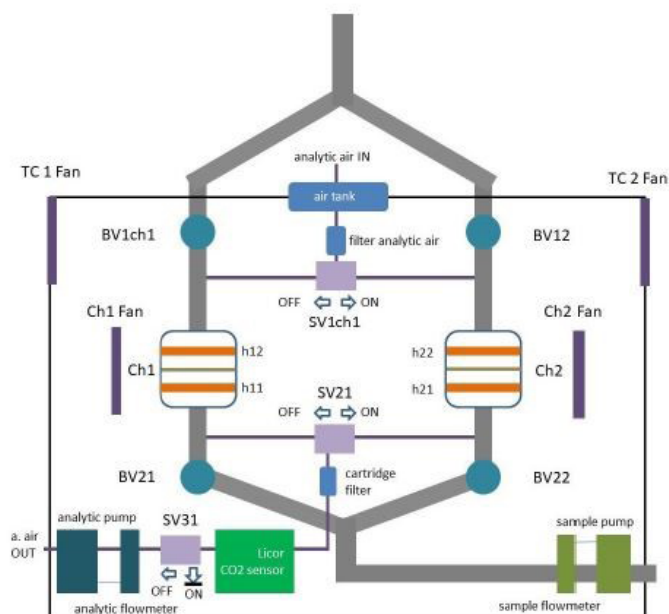 analytic air IN
TC 1 Fan
TC 2 Fan
air tank
BV1ch1
filter analytic air
BV12
OFF
ON
SV1ch1
Ch1 Fan
Ch2 Fan
h12
h22
Ch1
SV21
Ch2
h11
h21
OFF
ON
BV21
cartridge
filter
BV22
analytic pump
SV31
sample pump
a. air
OUT
Licor
CO2 sensor
OFF
ON
analytic flowmeter
sample flowmeter